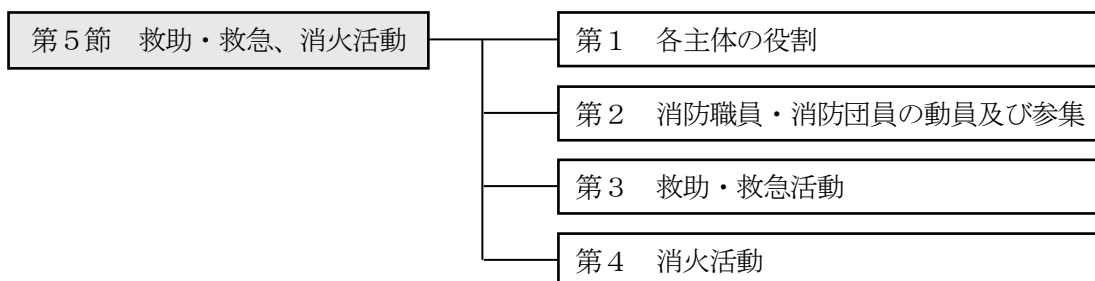 第５節　救助・救急、消火活動
第１　各主体の役割
第２　消防職員・消防団員の動員及び参集
第３　救助・救急活動
第４　消火活動